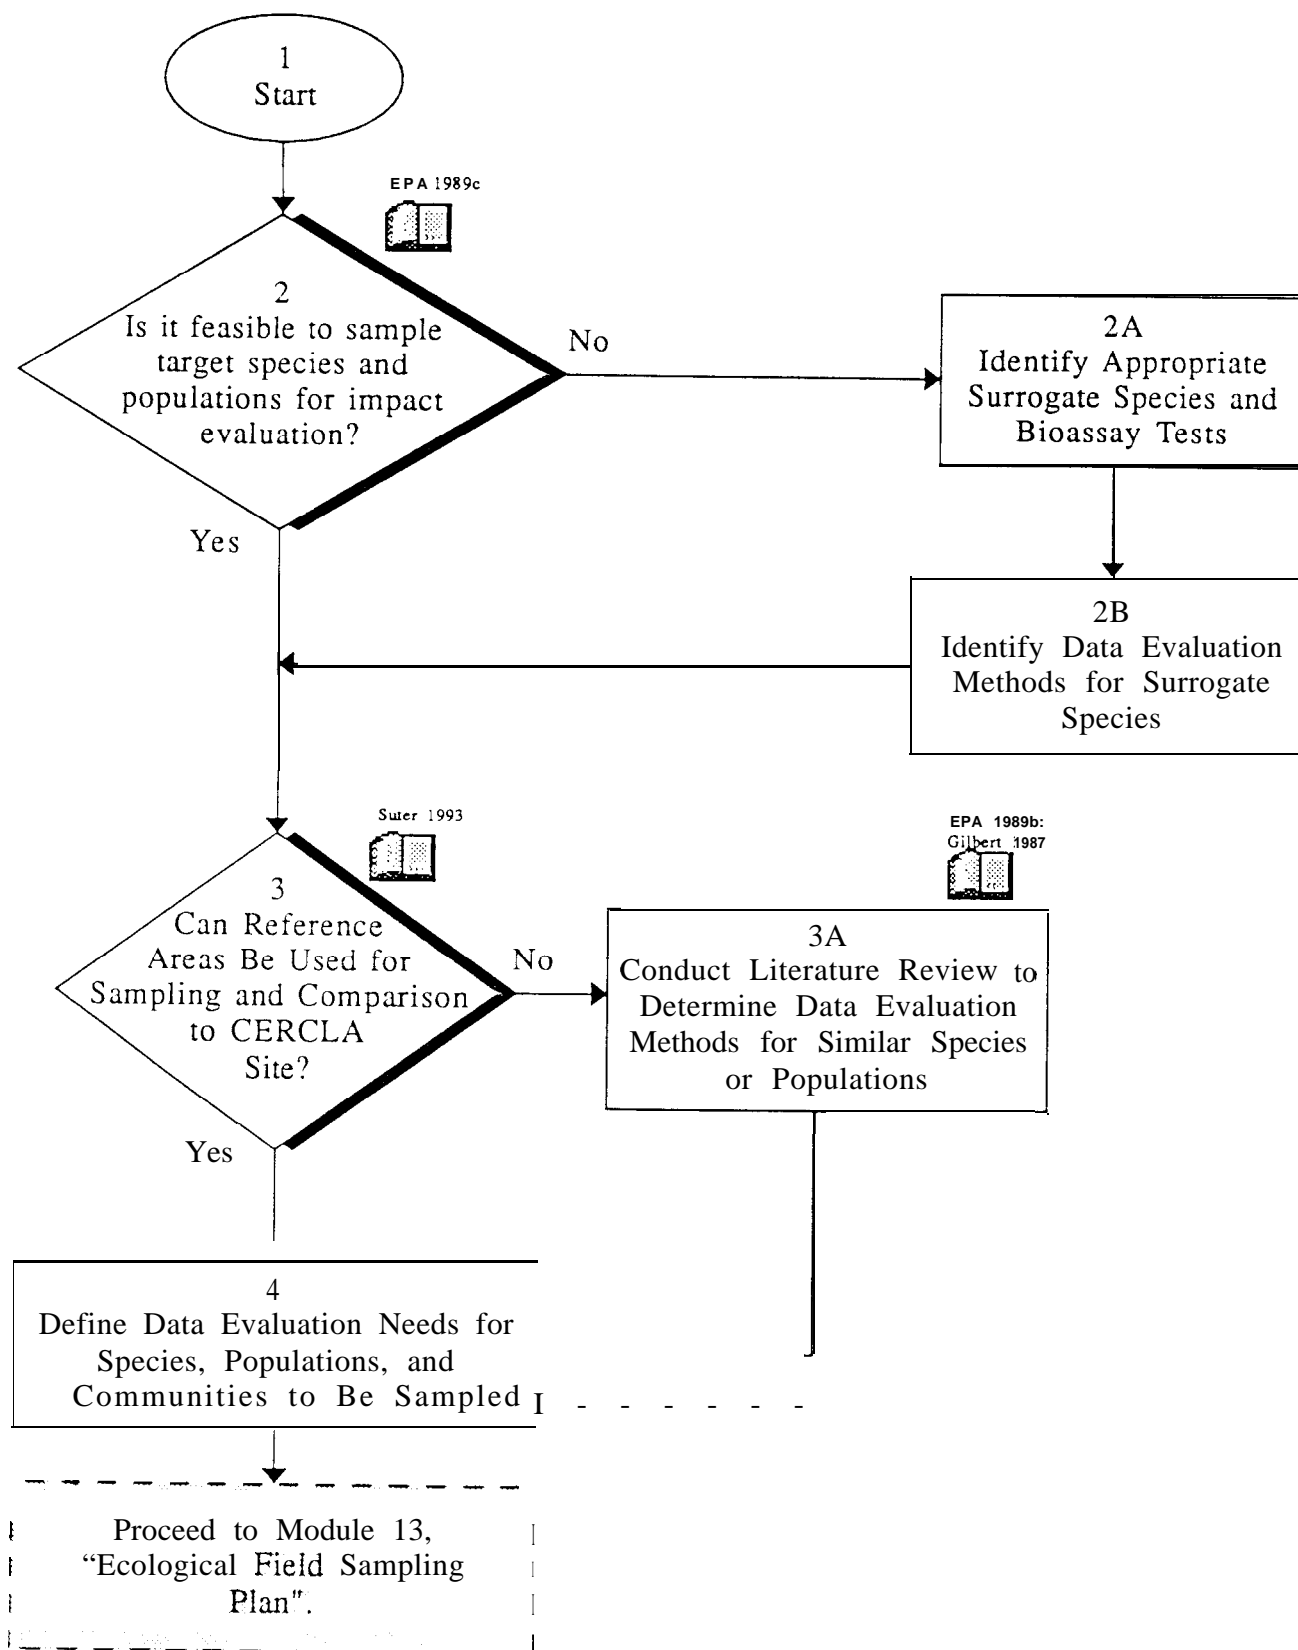 1
Start
EPA 1989c
2
Is it feasible to sample
target species and
populations for impact
evaluation?
No
Yes
2A
Identify Appropriate
Surrogate Species and
Bioassay Tests
2B
Identify Data Evaluation
Methods for Surrogate
Species
Suter 1993
3
Can Reference
Areas Be Used for
Sampling and Comparison
to CERCLA
Site?
No
Yes
EPA 1989b:
Gilbert 1987
3A
Conduct Literature Review to
Determine Data Evaluation
Methods for Similar Species
or Populations
4
Define Data Evaluation Needs for
Species, Populations, and
Communities to Be Sampled
Proceed to Module 13,
“Ecological Field Sampling
Plan".